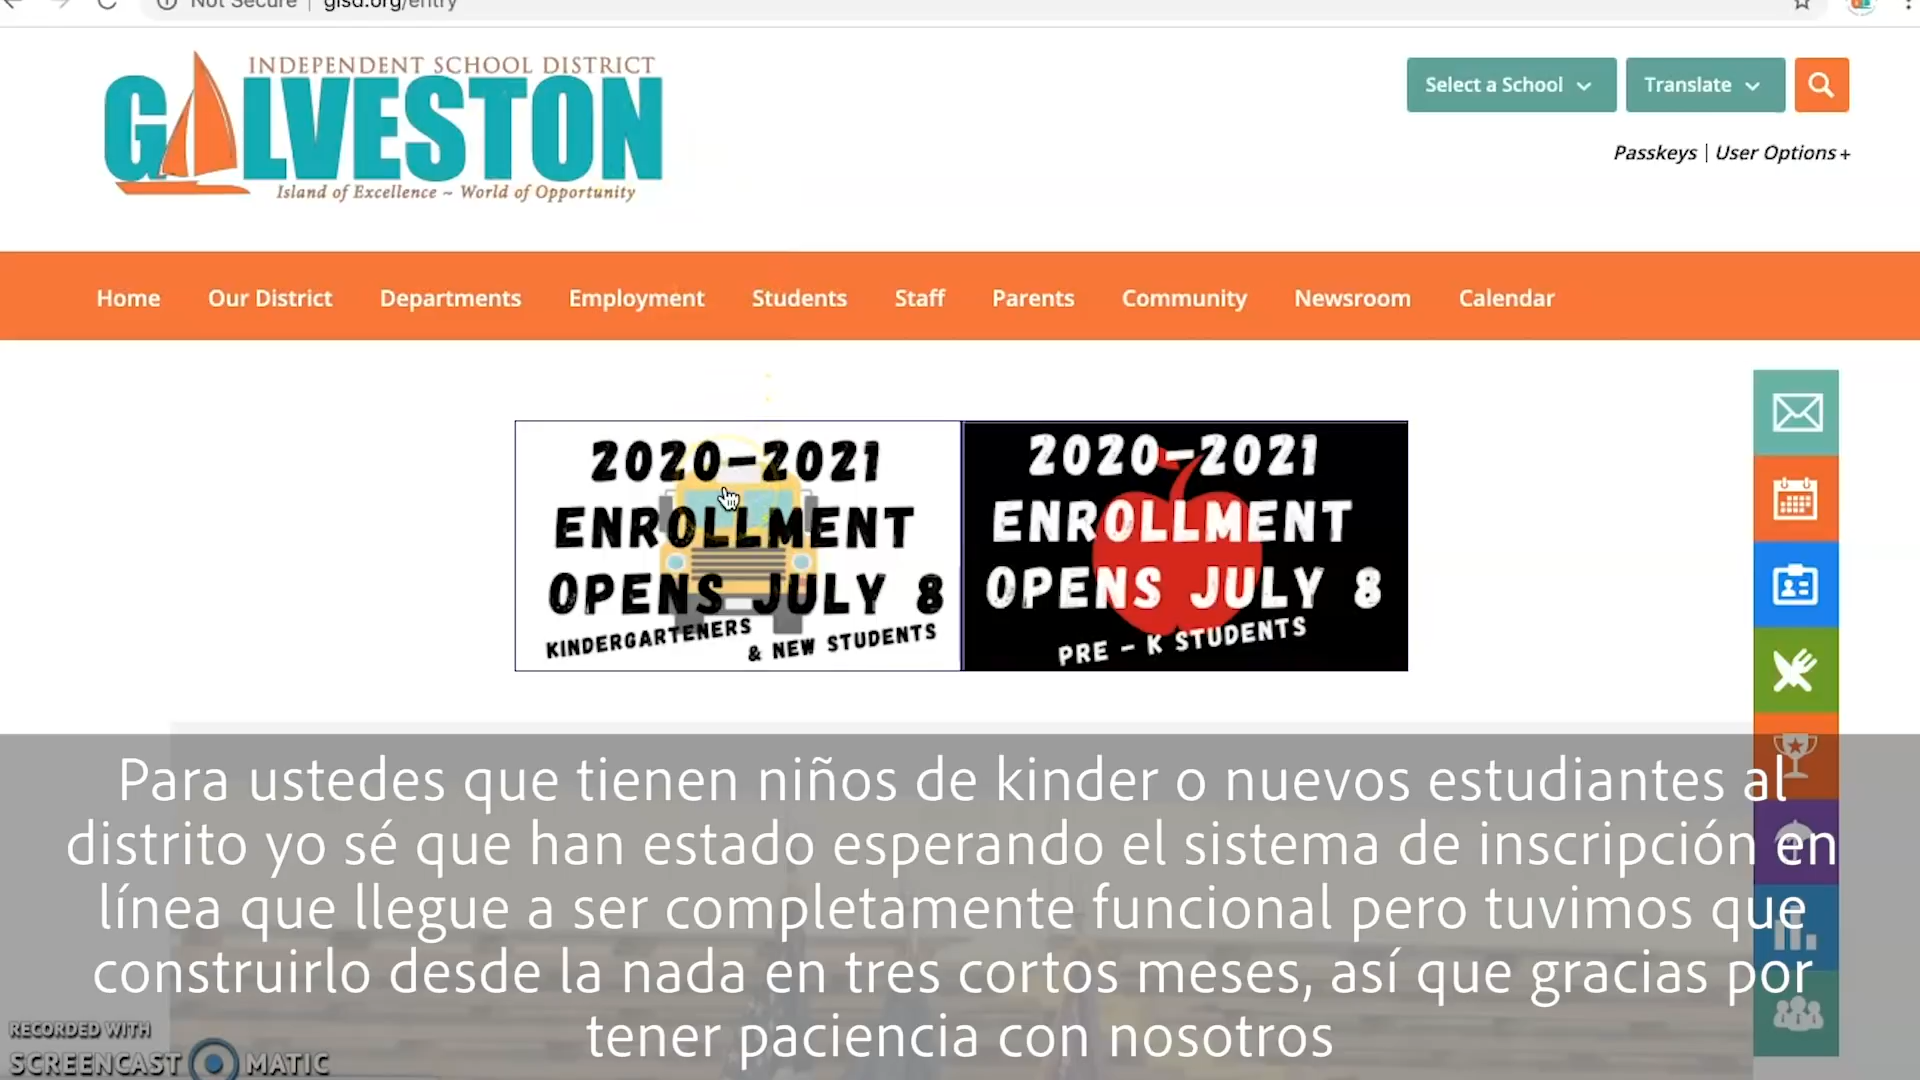 Not Secure | gisd.org/entry
INDEPENDENT SCHOOL DISTRICT
GALVESTON
Island of Excellence ~ World of Opportunity
Select a School
Translate
Passkeys | User Options +
Home Our District Departments Employment Students Staff Parents Community Newsroom Calendar
2020-2021
ENROLLMENT
OPENS JULY 8
KINDERGARTENERS
& NEW STUDENTS
2020-2021
ENROLLMENT
OPENS JULY 8
PRE - K STUDENTS
Para ustedes que tienen niños de kinder o nuevos estudiantes al
distrito yo sé que han estado esperando el sistema de inscripción en
línea que llegue a ser completamente funcional pero tuvimos que
construirlo desde la nada en tres cortos meses, así que gracias por
tener paciencia con nosotros
RECORDED WITH
SCREENCAST MATIC